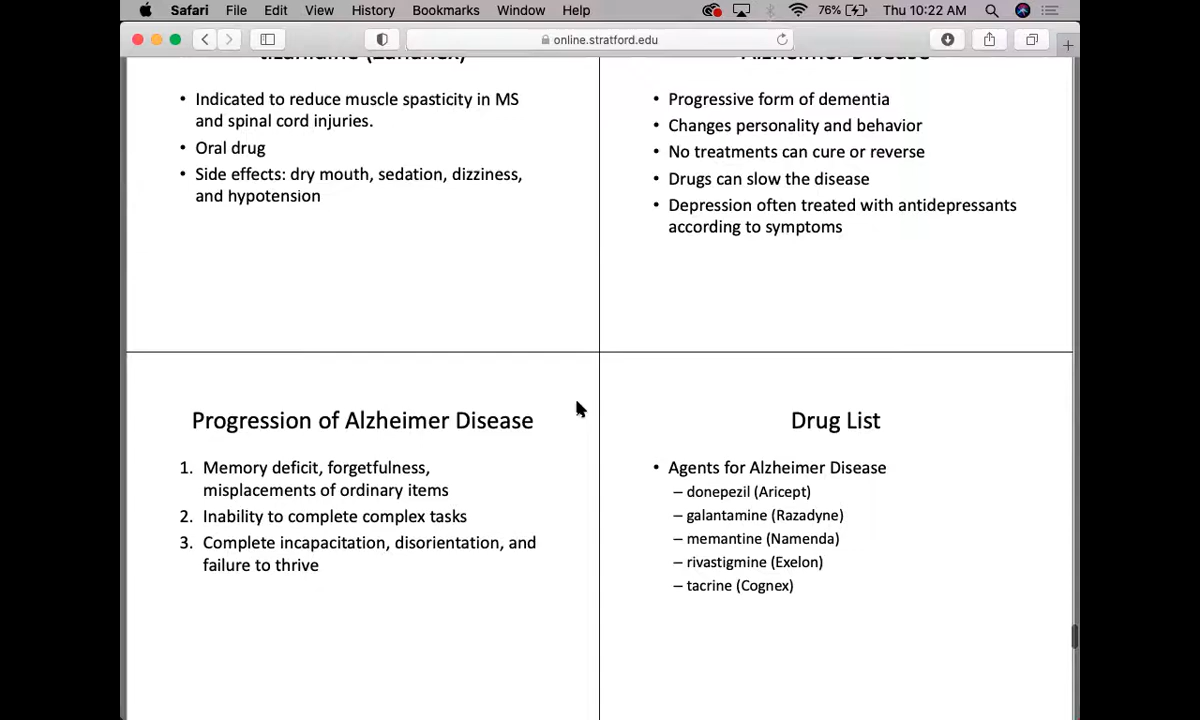 Safari File Edit View History Bookmarks Window Help 76% Thu 10:22 AM
online.stratford.edu
tizanidine (Zanaflex)
• Indicated to reduce muscle spasticity in MS
and spinal cord injuries.
• Oral drug
• Side effects: dry mouth, sedation, dizziness,
and hypotension
Alzheimer Disease
• Progressive form of dementia
• Changes personality and behavior
• No treatments can cure or reverse
• Drugs can slow the disease
• Depression often treated with antidepressants
according to symptoms
Progression of Alzheimer Disease
1. Memory deficit, forgetfulness,
misplacements of ordinary items
2. Inability to complete complex tasks
3. Complete incapacitation, disorientation, and
failure to thrive
Drug List
• Agents for Alzheimer Disease
– donepezil (Aricept)
– galantamine (Razadyne)
– memantine (Namenda)
– rivastigmine (Exelon)
– tacrine (Cognex)